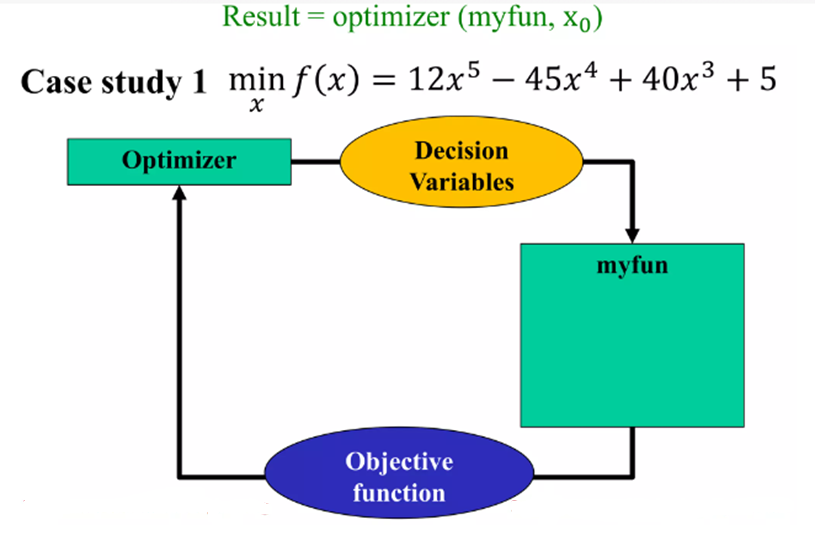 Result = optimizer (myfun, x₀)
Case study 1 min f(x) = 12x⁵ − 45x⁴ + 40x³ + 5
x
Optimizer
Decision
Variables
myfun
Objective
function